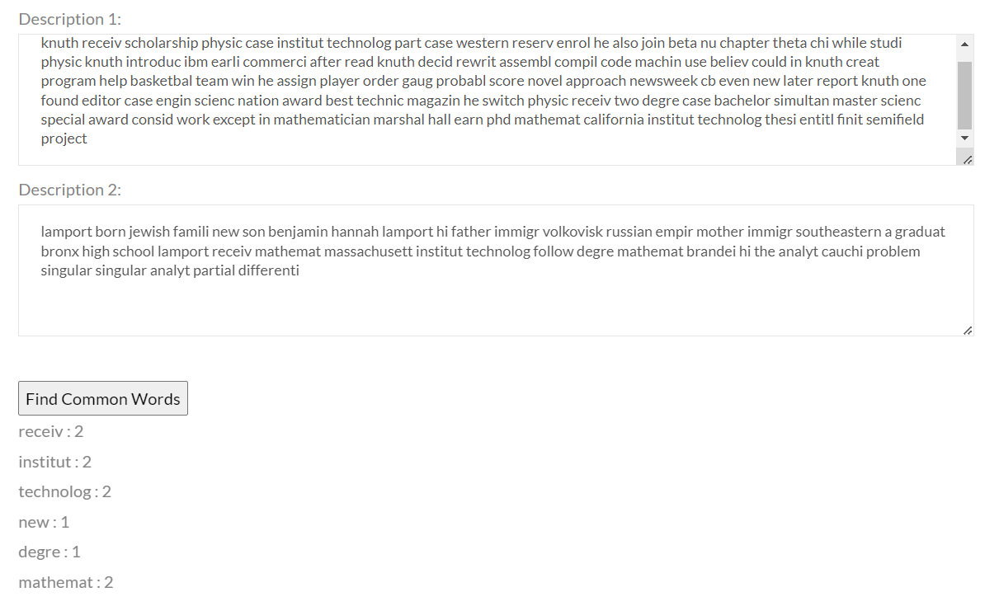 Description 1:
knuth receiv scholarship physic case institut technolog part case western reserv enrol he also join beta nu chapter theta chi while studi
physic knuth introduc ibm earli commerci after read knuth decid rewrit assembl compil code machin use believ could in knuth creat
program help basketbal team win he assign player order gaug probabl score novel approach newsweek cb even new later report knuth one
found editor case engin scienc nation award best technic magazin he switch physic receiv two degre case bachelor simultan master scienc
special award consid work except in mathematician marshal hall earn phd mathemat california institut technolog thesi entitl finit semifield
project
Description 2:
lamport born jewish famili new son benjamin hannah lamport hi father immigr volkovisk russian empir mother immigr southeastern a graduat
bronx high school lamport receiv mathemat massachusett institut technolog follow degre mathemat brandei hi the analyt cauchi problem
singular singular analyt partial differenti
Find Common Words
receiv : 2
institut : 2
technolog : 2
new : 1
degre : 1
mathemat : 2